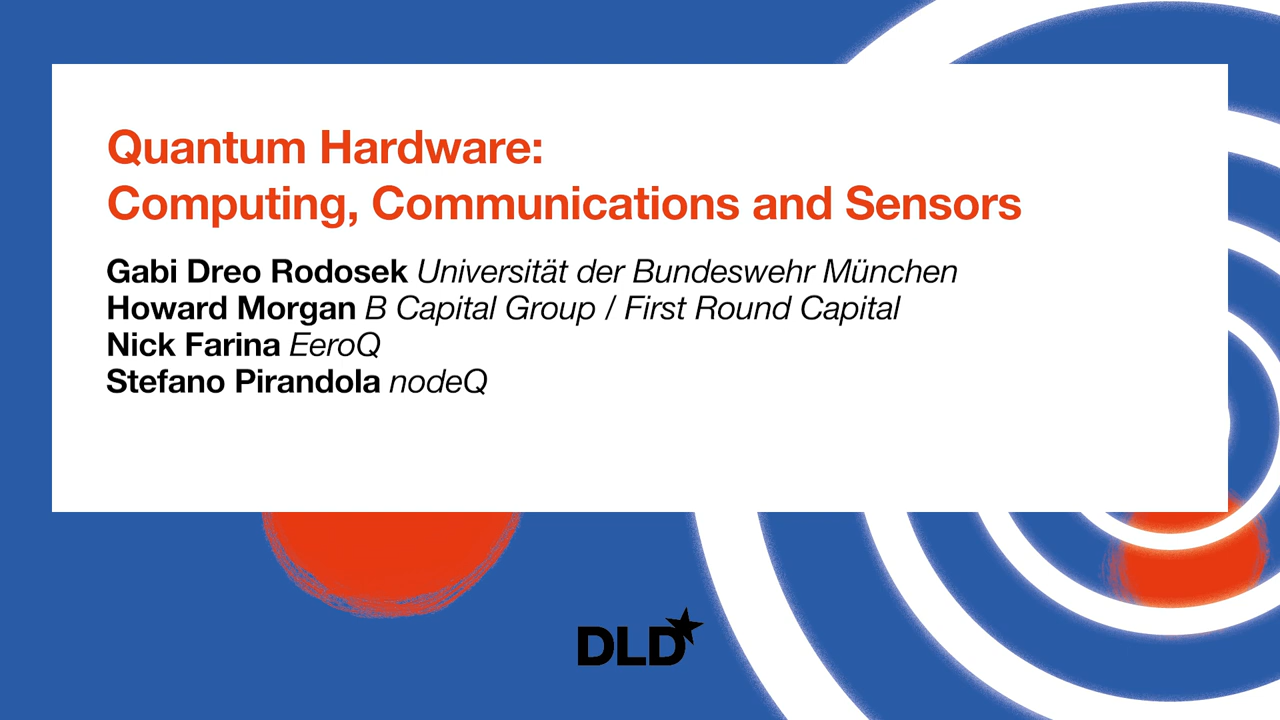 Quantum Hardware:
Computing, Communications and Sensors
Gabi Dreo Rodosek Universität der Bundeswehr München
Howard Morgan B Capital Group / First Round Capital
Nick Farina EeroQ
Stefano Pirandola nodeQ
DLD